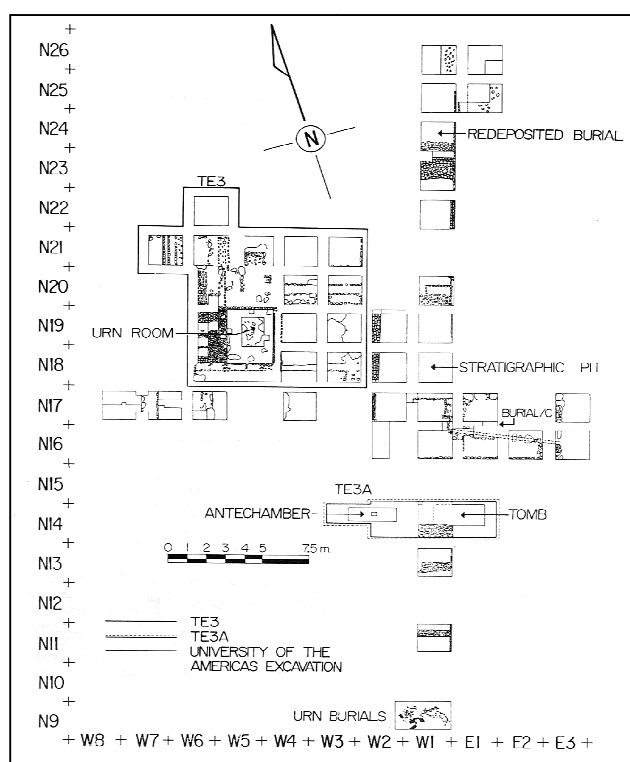 N26
N25
N24
REDEPOSITED BURIAL
N23
N
TE3
N22
N21
N20
N19
URN ROOM
N18
STRATIGRAPHIC PIT
N17
BURIAL/C
N16
N15
TE3A
ANTECHAMBER
TOMB
N14
0 1 2 3 4 5 7.5 m.
N13
N12
TE3
TE3A
N11
UNIVERSITY OF THE
AMERICAS EXCAVATION
N10
URN BURIALS
N9
+ W8 + W7 + W6 + W5 + W4 + W3 + W2 + W1 + E1 + E2 + E3 +